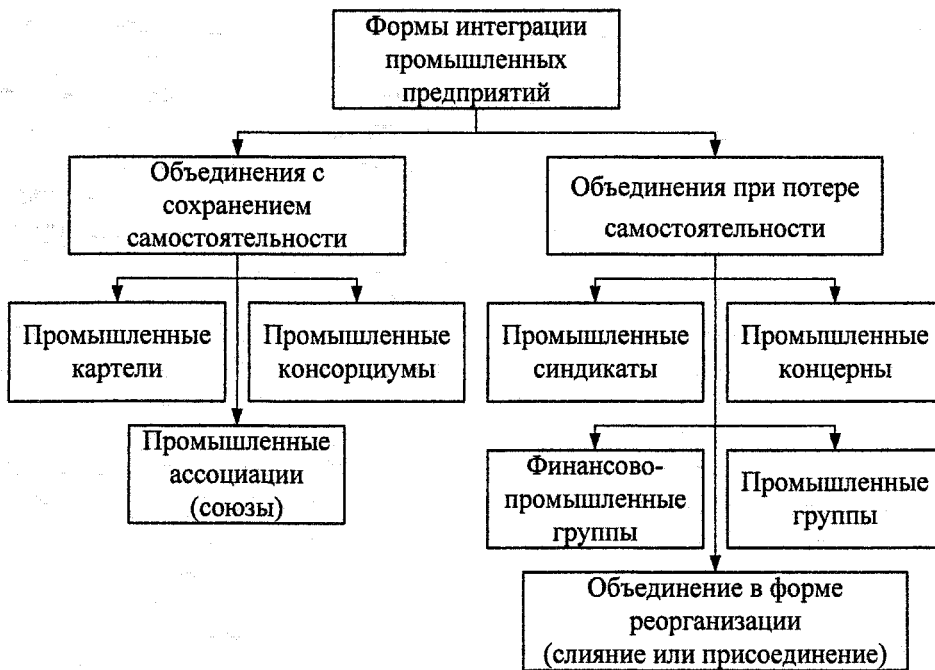 Формы интеграции
промышленных
предприятий
Объединения с
сохранением
самостоятельности
Объединения при потере
самостоятельности
Промышленные
картели
Промышленные
консорциумы
Промышленные
синдикаты
Промышленные
концерны
Промышленные
ассоциации
(союзы)
Финансово-
промышленные
группы
Промышленные
группы
Объединение в форме
реорганизации
(слияние или присоединение)